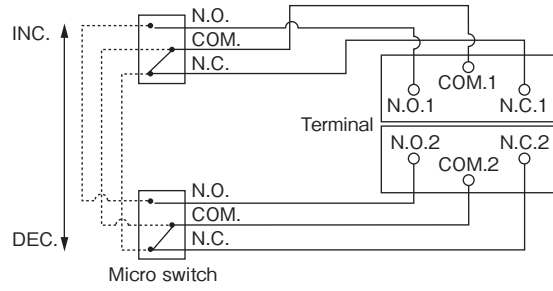 INC.
N.O.
COM.
N.C.
COM.1
N.O.1
N.C.1
Terminal
N.O.2
N.C.2
COM.2
N.O.
COM.
N.C.
DEC.
Micro switch